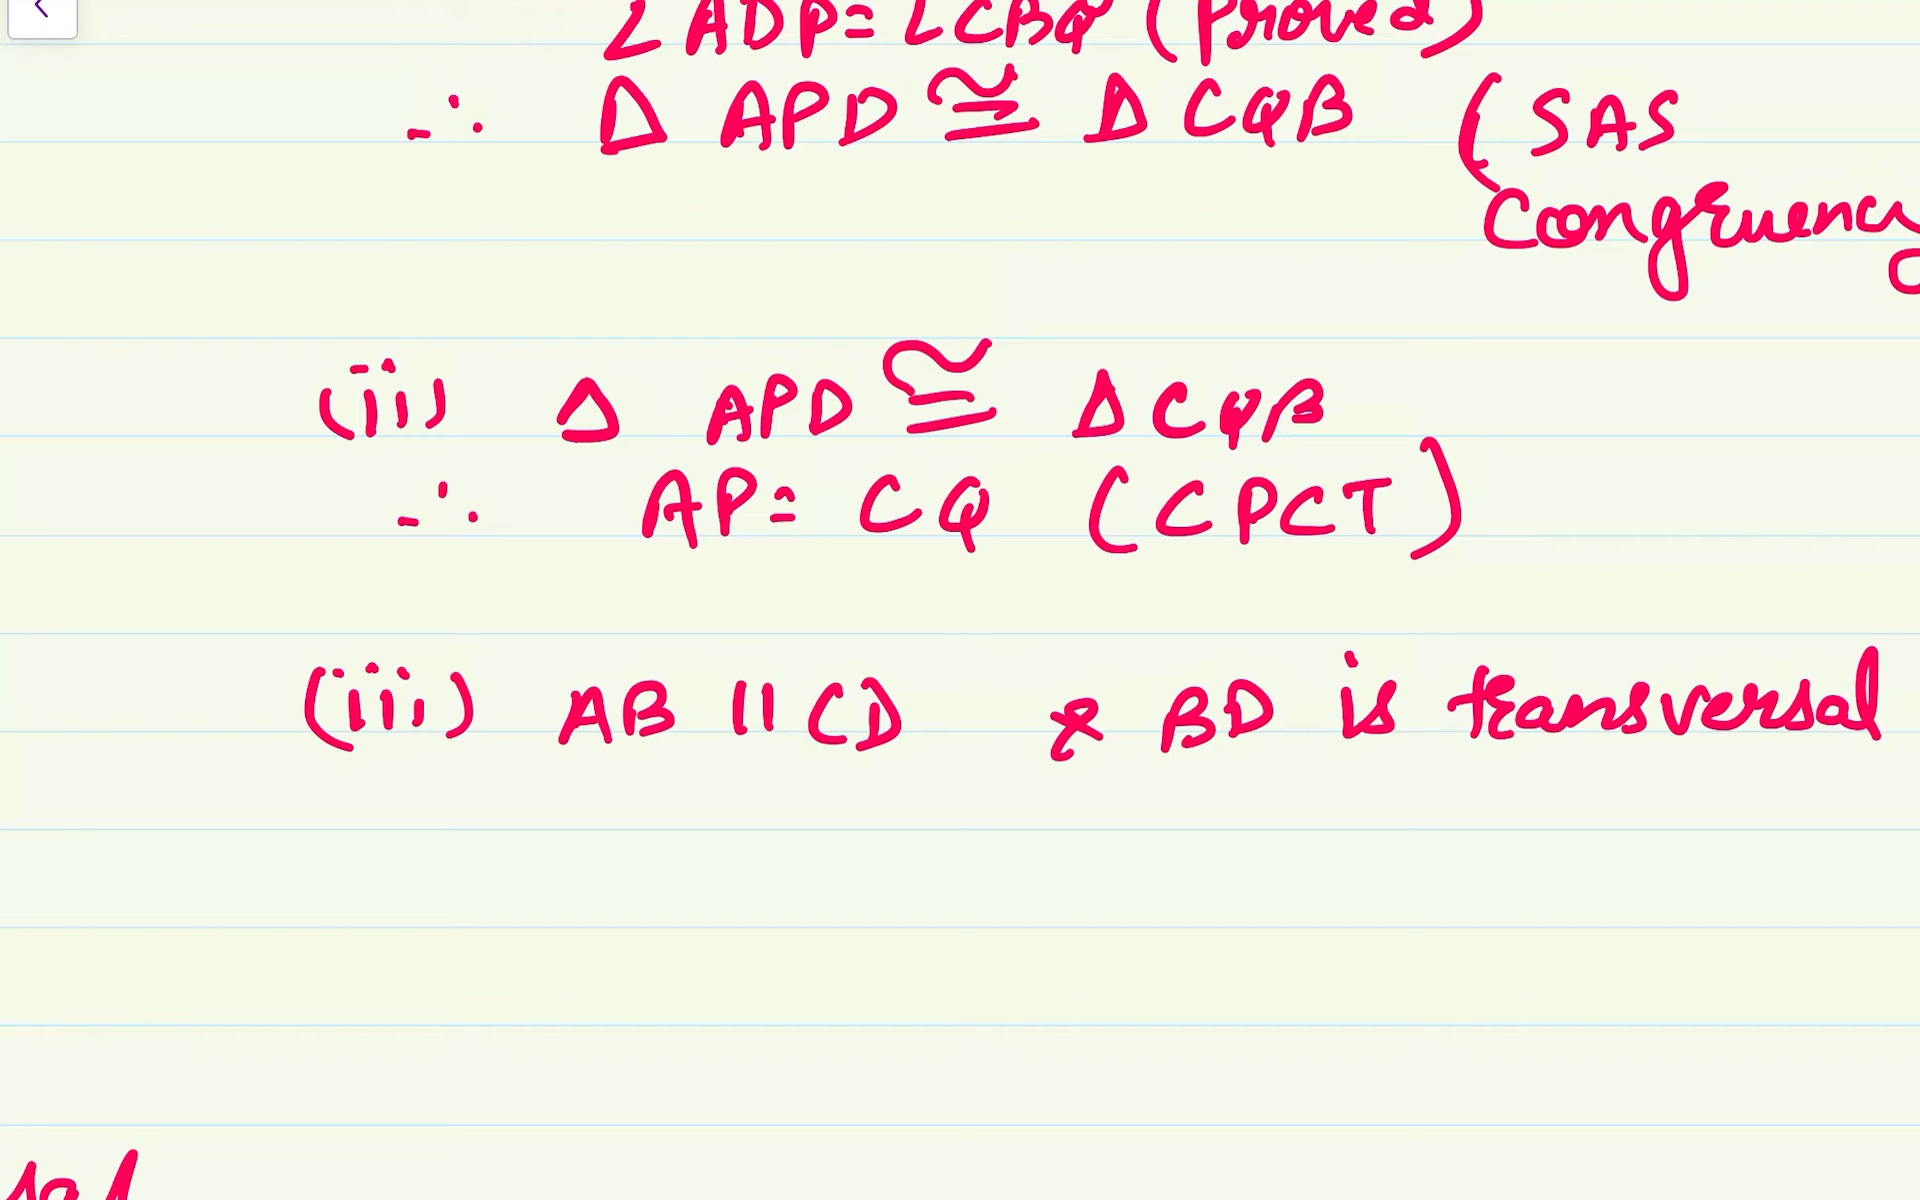 ∠ADP=∠CBQ (Proved)
∴ Δ APD ≅ Δ CQB (SAS
Congruency
(ii) Δ APD ≅ Δ CQB
∴ AP= CQ (CPCT)
(iii) AB || CD & BD is transversal